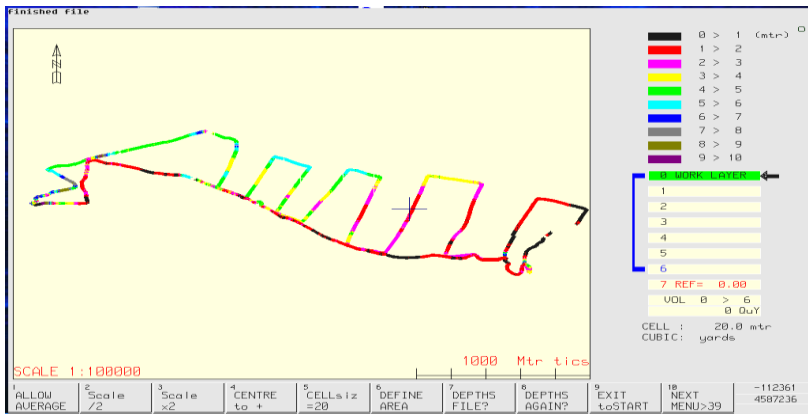 finished file
N
0 > 1 (mtr)
1 > 2
2 > 3
3 > 4
4 > 5
5 > 6
6 > 7
7 > 8
8 > 9
9 > 10
0 WORK LAYER
1
2
3
4
5
6
7 REF= 0.00
VOL 0 > 6
0 QuY
CELL : 20.0 mtr
CUBIC: yards
SCALE 1:100000
1000 Mtr tics
1 ALLOW AVERAGE
2 Scale /2
3 Scale x2
4 CENTRE to +
5 CELLsiz =20
6 DEFINE AREA
7 DEPTHS FILE?
8 DEPTHS AGAIN?
9 EXIT toSTART
10 NEXT MENU>39
-112361
4587236